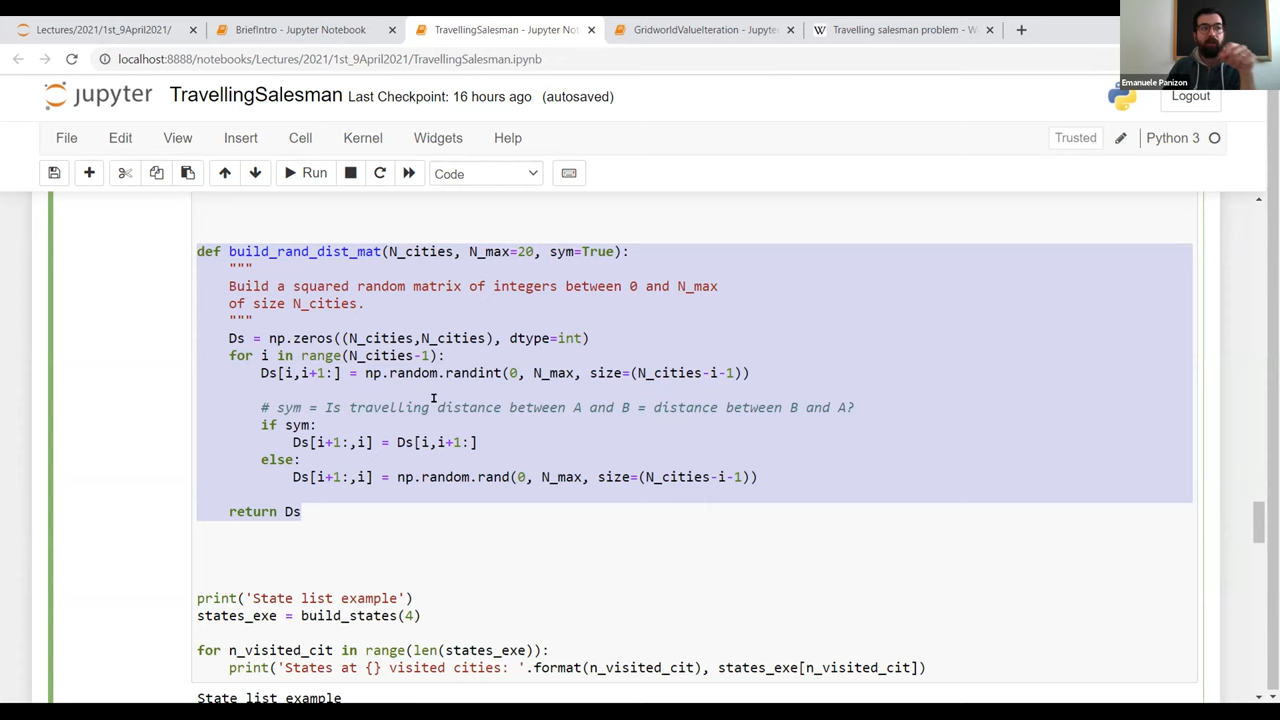 Lectures/2021/1st_9April2021/
BriefIntro - Jupyter Notebook
TravellingSalesman - Jupyter Not
GridworldValueIteration - Jupyte
Travelling salesman problem - W
localhost:8888/notebooks/Lectures/2021/1st_9April2021/TravellingSalesman.ipynb
Emanuele Panizon
jupyter TravellingSalesman Last Checkpoint: 16 hours ago (autosaved)
Logout
File Edit View Insert Cell Kernel Widgets Help
Trusted Python 3
Run Code
def build_rand_dist_mat(N_cities, N_max=20, sym=True):
"""
Build a squared random matrix of integers between 0 and N_max
of size N_cities.
"""
Ds = np.zeros((N_cities,N_cities), dtype=int)
for i in range(N_cities-1):
Ds[i,i+1:] = np.random.randint(0, N_max, size=(N_cities-i-1))
# sym = Is travelling distance between A and B = distance between B and A?
if sym:
Ds[i+1:,i] = Ds[i,i+1:]
else:
Ds[i+1:,i] = np.random.rand(0, N_max, size=(N_cities-i-1))
return Ds
print('State list example')
states_exe = build_states(4)
for n_visited_cit in range(len(states_exe)):
print('States at {} visited cities: '.format(n_visited_cit), states_exe[n_visited_cit])
State list example